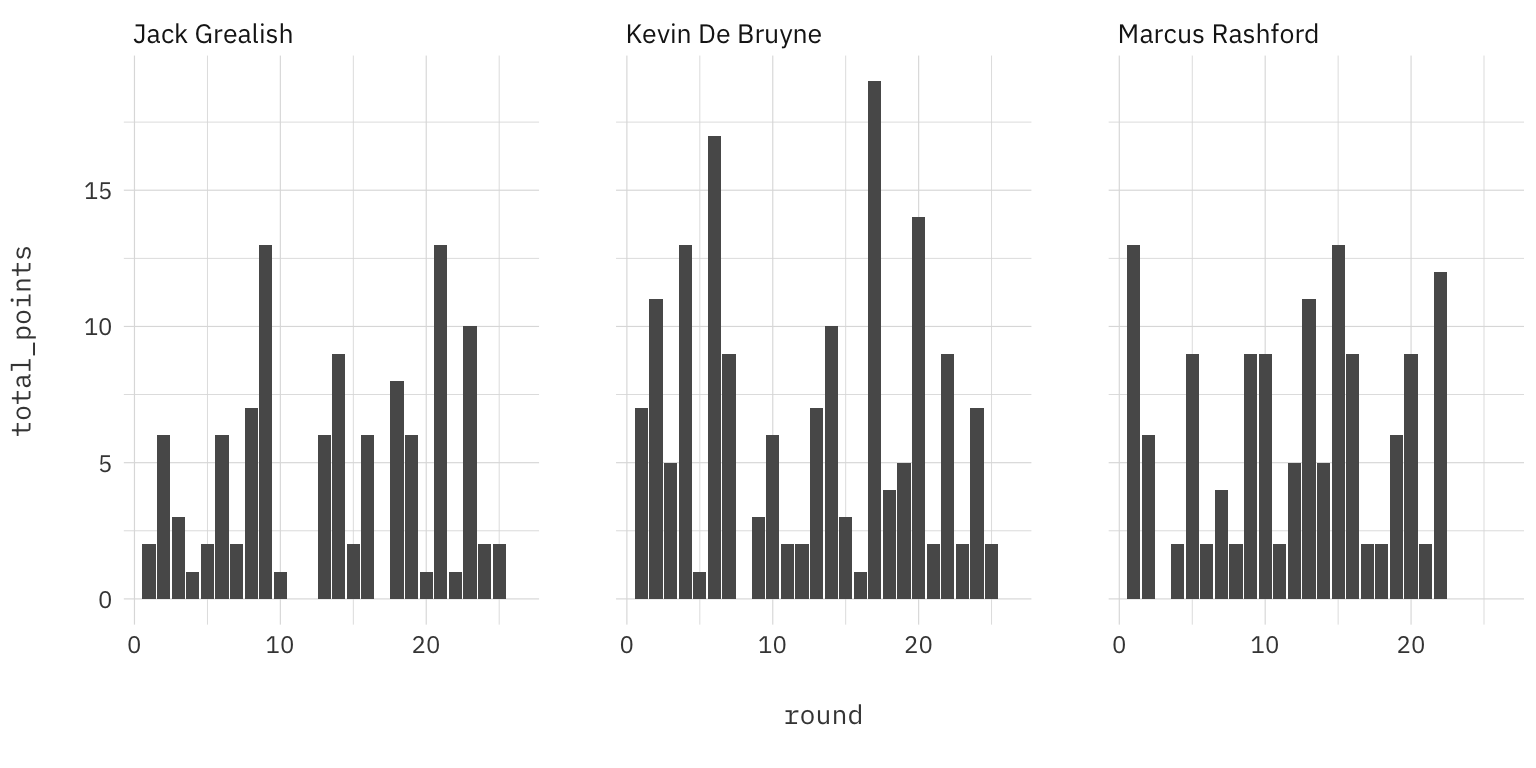 Jack Grealish
Kevin De Bruyne
Marcus Rashford
total_points
15
10
5
0
0 10 20
0 10 20
0 10 20
round